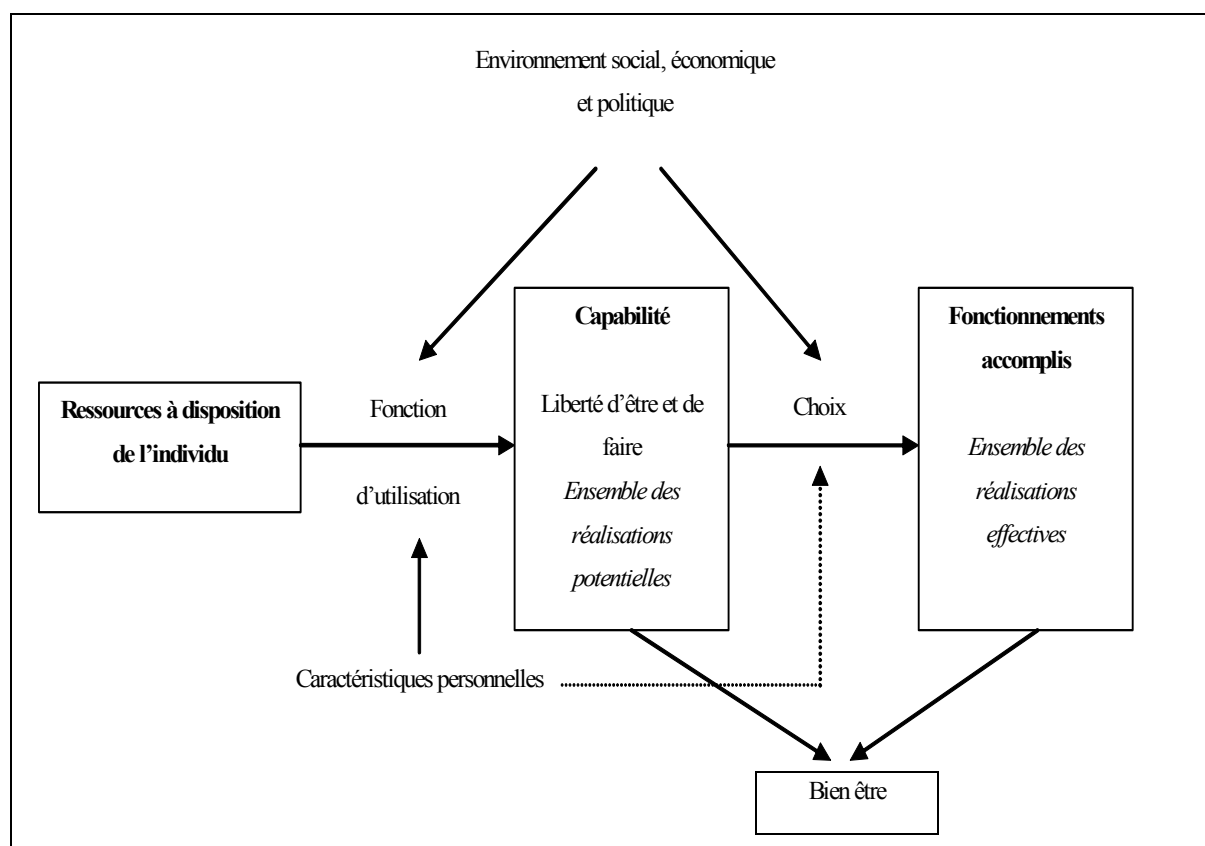 Environnement social, économique
et politique
Ressources à disposition
de l’individu
Fonction
d’utilisation
Capabilité
Liberté d’être et de
faire
Ensemble des
réalisations
potentielles
Choix
Fonctionnements
accomplis
Ensemble des
réalisations
effectives
Caractéristiques personnelles
Bien être